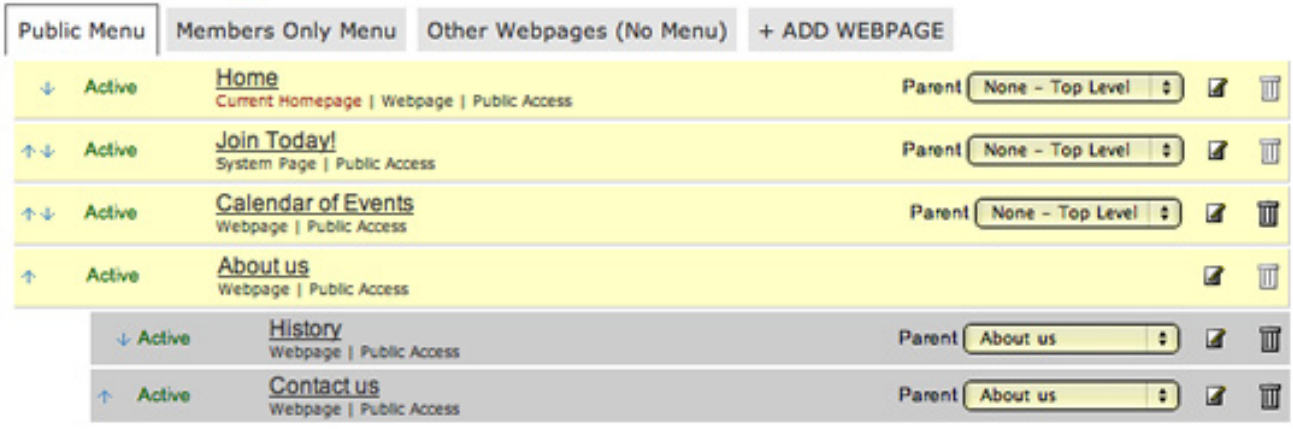 Public Menu Members Only Menu Other Webpages (No Menu) + ADD WEBPAGE
Active Home Parent None - Top Level
Current Homepage | Webpage | Public Access
Active Join Today! Parent None - Top Level
System Page | Public Access
Active Calendar of Events Parent None - Top Level
Webpage | Public Access
Active About us
Webpage | Public Access
Active History Parent About us
Webpage | Public Access
Active Contact us Parent About us
Webpage | Public Access